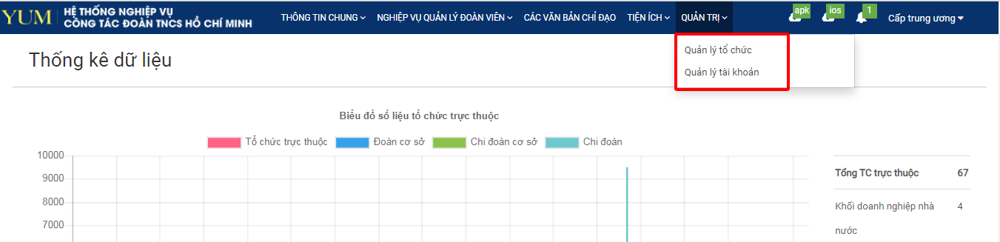 YUM
HỆ THỐNG NGHIỆP VỤ
CÔNG TÁC ĐOÀN TNCS HỒ CHÍ MINH
THÔNG TIN CHUNG
NGHIỆP VỤ QUẢN LÝ ĐOÀN VIÊN
CÁC VĂN BẢN CHỈ ĐẠO
TIỆN ÍCH
QUẢN TRỊ
apk
ios
1
Cấp trung ương
Quản lý tổ chức
Quản lý tài khoản
Thống kê dữ liệu
Biểu đồ số liệu tổ chức trực thuộc
Tổ chức trực thuộc
Đoàn cơ sở
Chi đoàn cơ sở
Chi đoàn
10000
9000
8000
7000
Tổng TC trực thuộc 67
Khối doanh nghiệp nhà 4
nước